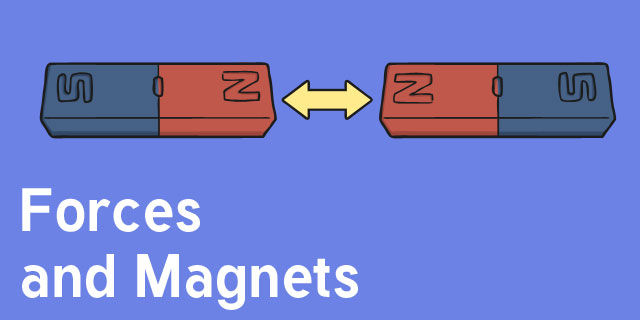 S N N S
Forces
and Magnets